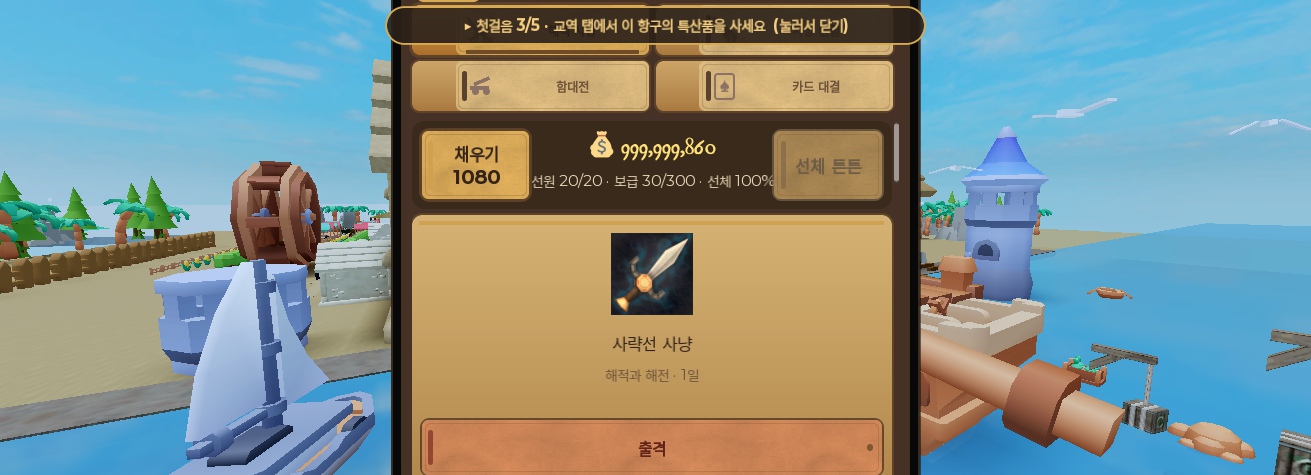 ▸ 첫걸음 3/5 · 교역 탭에서 이 항구의 특산품을 사세요 (눌러서 닫기)
함대전
카드 대결
채우기
1080
999,999,860
선원 20/20 · 보급 30/300 · 선체 100%
선체 튼튼
사략선 사냥
해적과 해전 · 1일
출격